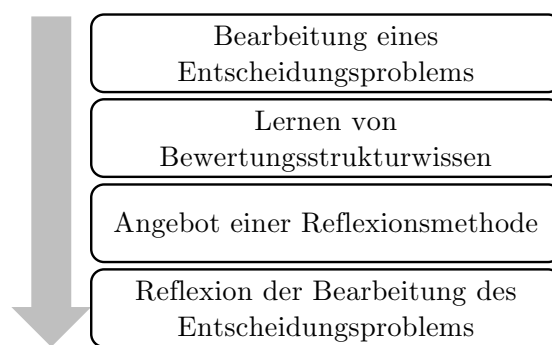 Bearbeitung eines
Entscheidungsproblems
Lernen von
Bewertungsstrukturwissen
Angebot einer Reflexionsmethode
Reflexion der Bearbeitung des
Entscheidungsproblems